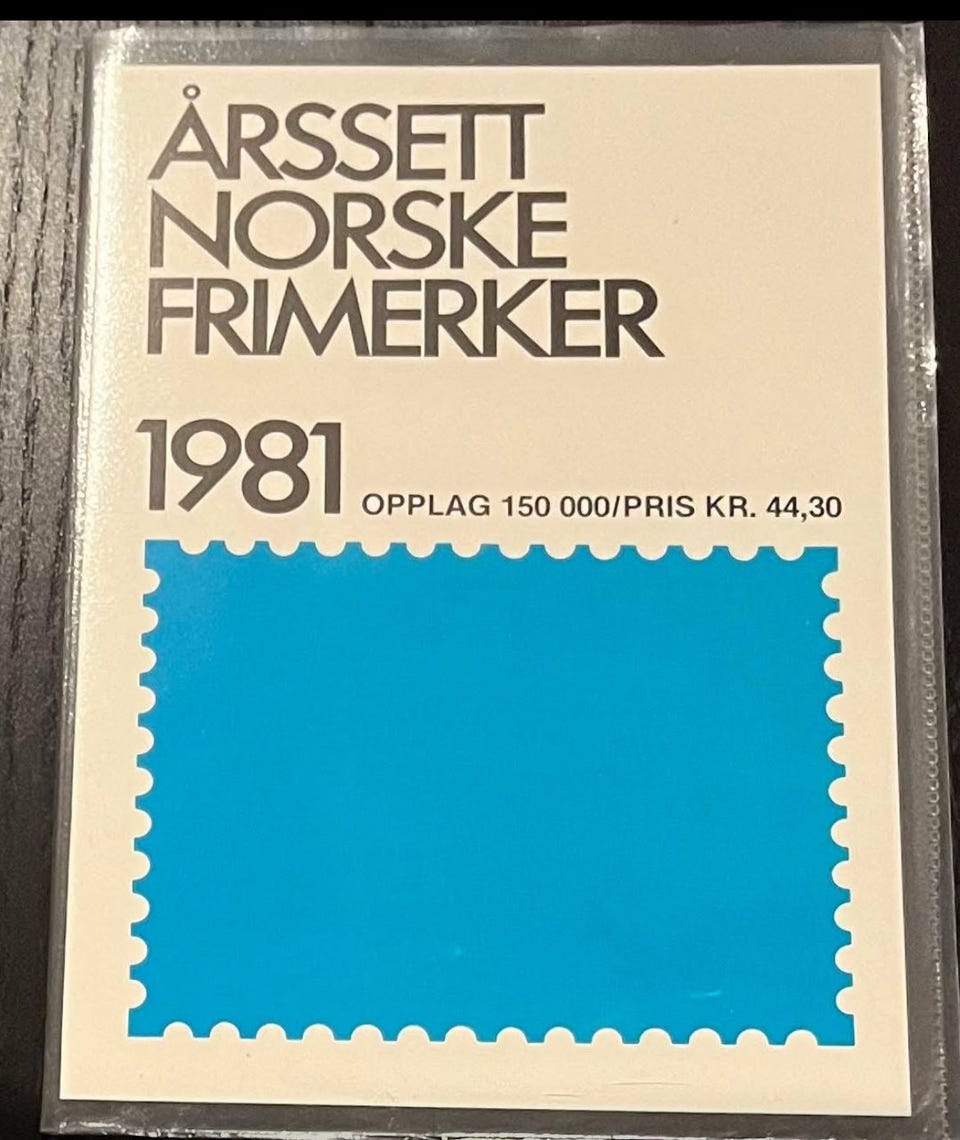 ÅRSSETT
NORSKE
FRIMERKER
1981 OPPLAG 150 000/PRIS KR. 44,30